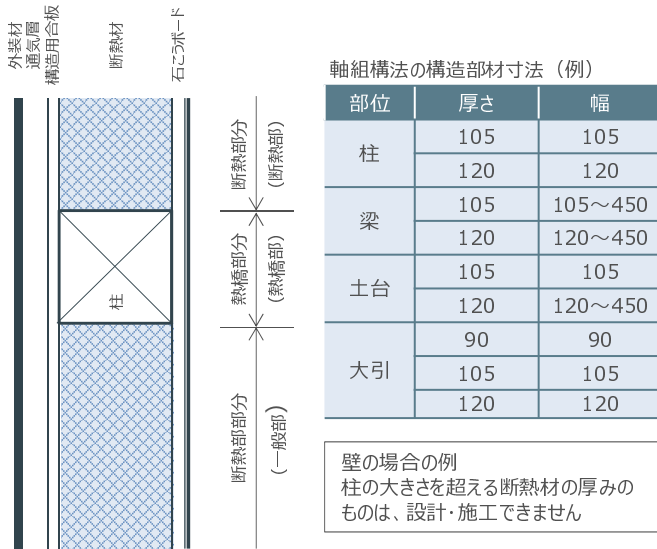 外装材
通気層
構造用合板
断熱材
石こうボード
断熱部分
(断熱部)
熱橋部分
(熱橋部)
柱
断熱部部分
(一般部)
軸組構法の構造部材寸法（例）
部位 厚さ 幅
柱 105 105
120 120
梁 105 105～450
120 120～450
土台 105 105
120 120～450
大引 90 90
105 105
120 120
壁の場合の例
柱の大きさを超える断熱材の厚みの
ものは、設計・施工できません